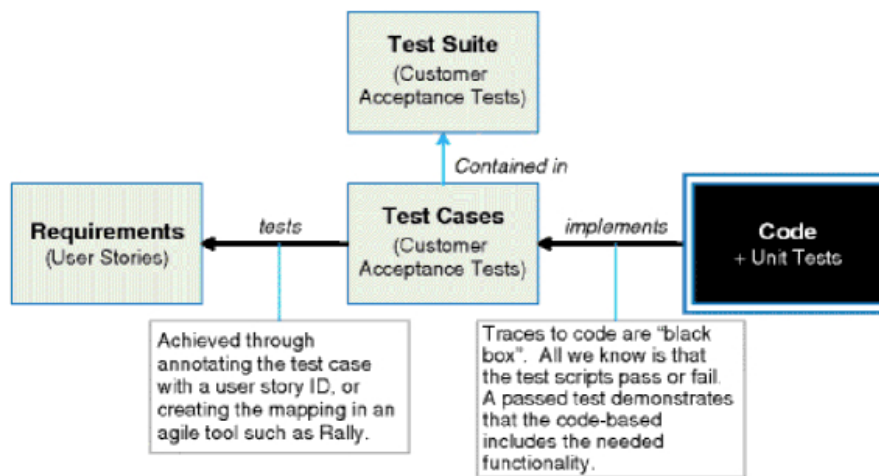 Test Suite
(Customer
Acceptance Tests)
Contained in
Requirements
(User Stories)
tests
Test Cases
(Customer
Acceptance Tests)
implements
Code
+ Unit Tests
Achieved through
annotating the test case
with a user story ID, or
creating the mapping in an
agile tool such as Rally.
Traces to code are “black
box”. All we know is that
the test scripts pass or fail.
A passed test demonstrates
that the code-based
includes the needed
functionality.